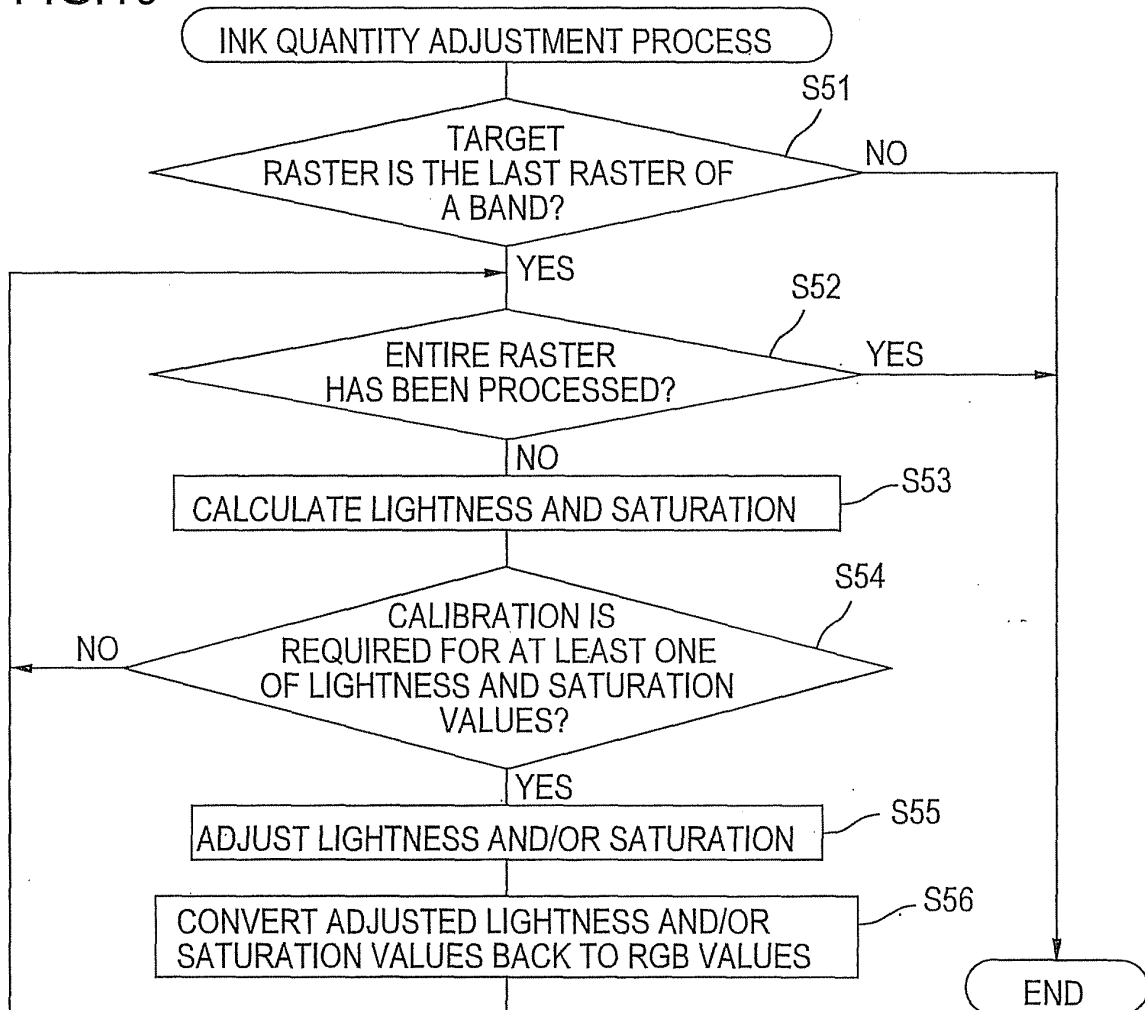 INK QUANTITY ADJUSTMENT PROCESS
S51
TARGET
RASTER IS THE LAST RASTER OF
A BAND?
NO
YES
S52
ENTIRE RASTER
HAS BEEN PROCESSED?
YES
NO
S53
CALCULATE LIGHTNESS AND SATURATION
S54
CALIBRATION IS
REQUIRED FOR AT LEAST ONE
OF LIGHTNESS AND SATURATION
VALUES?
NO
YES
S55
ADJUST LIGHTNESS AND/OR SATURATION
S56
CONVERT ADJUSTED LIGHTNESS AND/OR
SATURATION VALUES BACK TO RGB VALUES
END